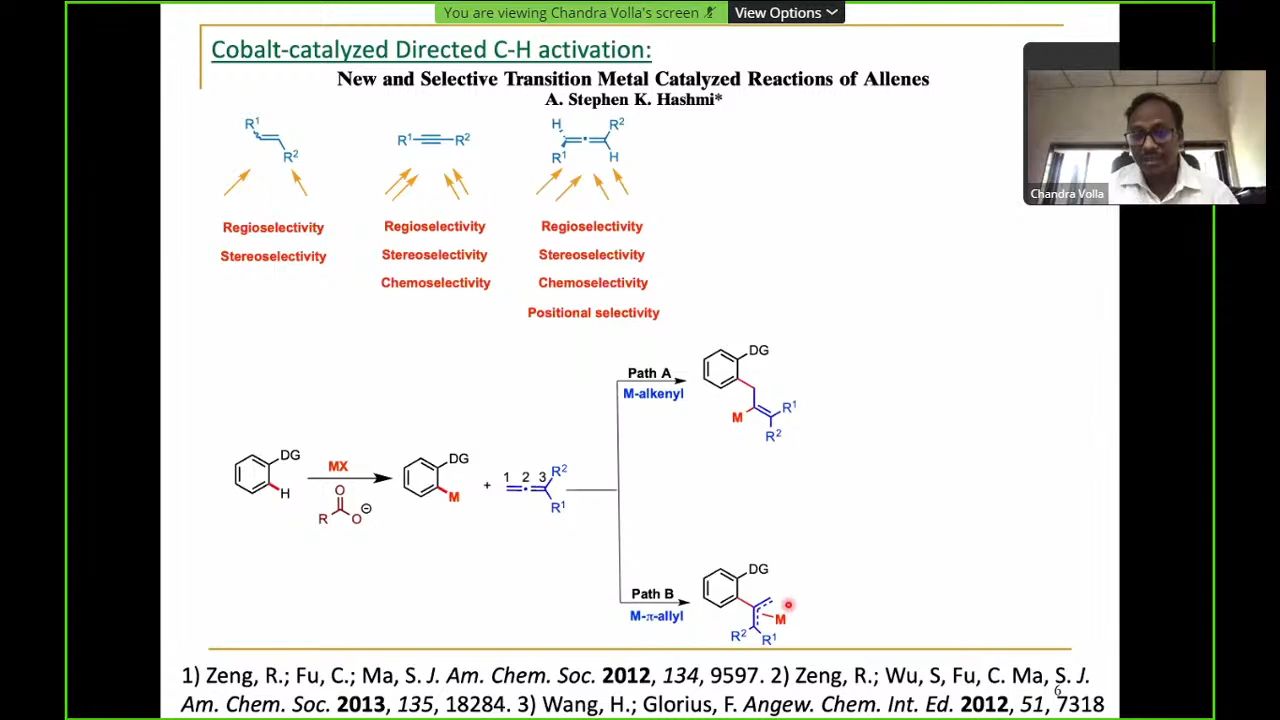 You are viewing Chandra Volla's screen
View Options
Cobalt-catalyzed Directed C-H activation:
New and Selective Transition Metal Catalyzed Reactions of Allenes
A. Stephen K. Hashmi*
R1
R2
R1
R2
H
R2
R1
H
Chandra Volla
Regioselectivity
Regioselectivity
Regioselectivity
Stereoselectivity
Stereoselectivity
Stereoselectivity
Chemoselectivity
Chemoselectivity
Positional selectivity
DG
Path A
M-alkenyl
M
R1
R2
DG
H
MX
R
O
O
⊖
DG
M
+
1 2 3
R2
R1
Path B
M-π-allyl
DG
M
R2
R1
1) Zeng, R.; Fu, C.; Ma, S. J. Am. Chem. Soc. 2012, 134, 9597. 2) Zeng, R.; Wu, S, Fu, C. Ma, S. J.
6
Am. Chem. Soc. 2013, 135, 18284. 3) Wang, H.; Glorius, F. Angew. Chem. Int. Ed. 2012, 51, 7318